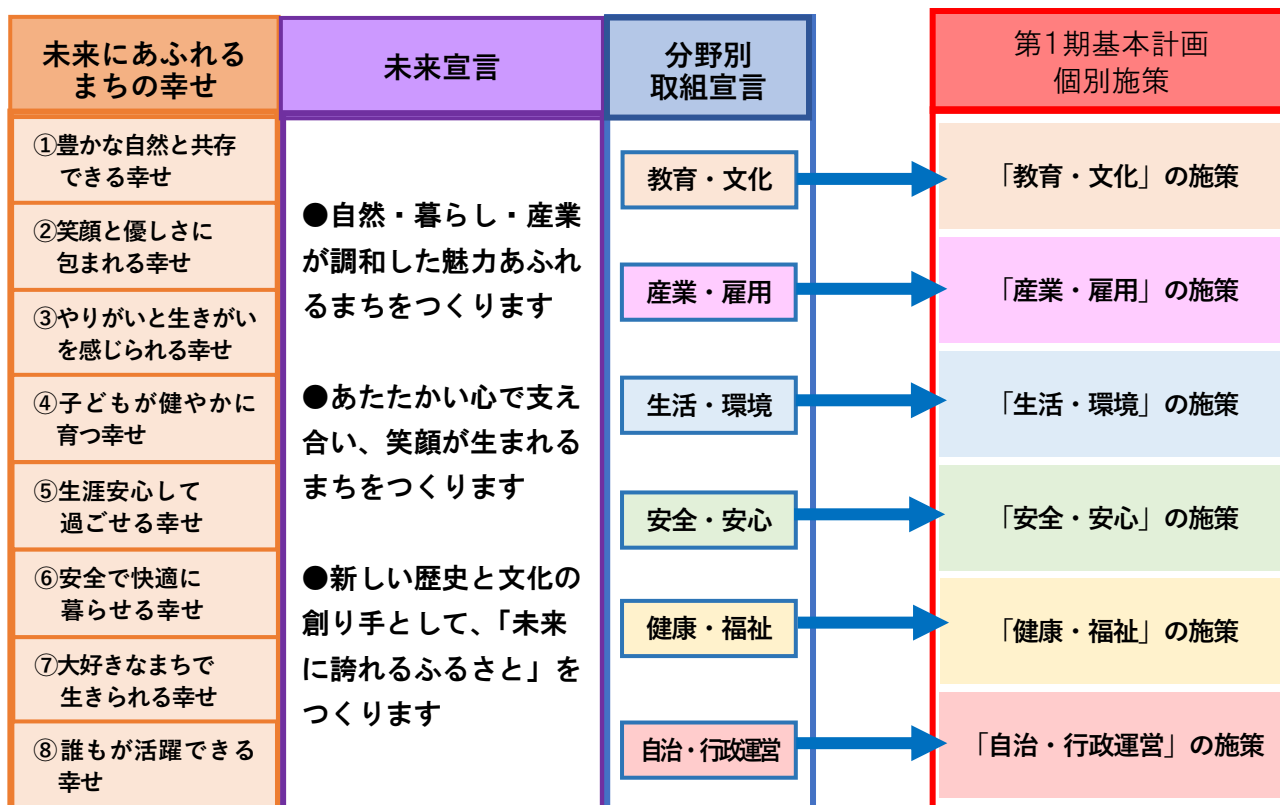 未来にあふれる
まちの幸せ
①豊かな自然と共存
できる幸せ
②笑顔と優しさに
包まれる幸せ
③やりがいと生きがい
を感じられる幸せ
④子どもが健やかに
育つ幸せ
⑤生涯安心して
過ごせる幸せ
⑥安全で快適に
暮らせる幸せ
⑦大好きなまちで
生きられる幸せ
⑧誰もが活躍できる
幸せ
未来宣言
●自然・暮らし・産業
が調和した魅力あふれ
るまちをつくります
●あたたかい心で支え
合い、笑顔が生まれる
まちをつくります
●新しい歴史と文化の
創り手として、「未来
に誇れるふるさと」を
つくります
分野別
取組宣言
教育・文化
産業・雇用
生活・環境
安全・安心
健康・福祉
自治・行政運営
第1期基本計画
個別施策
「教育・文化」の施策
「産業・雇用」の施策
「生活・環境」の施策
「安全・安心」の施策
「健康・福祉」の施策
「自治・行政運営」の施策